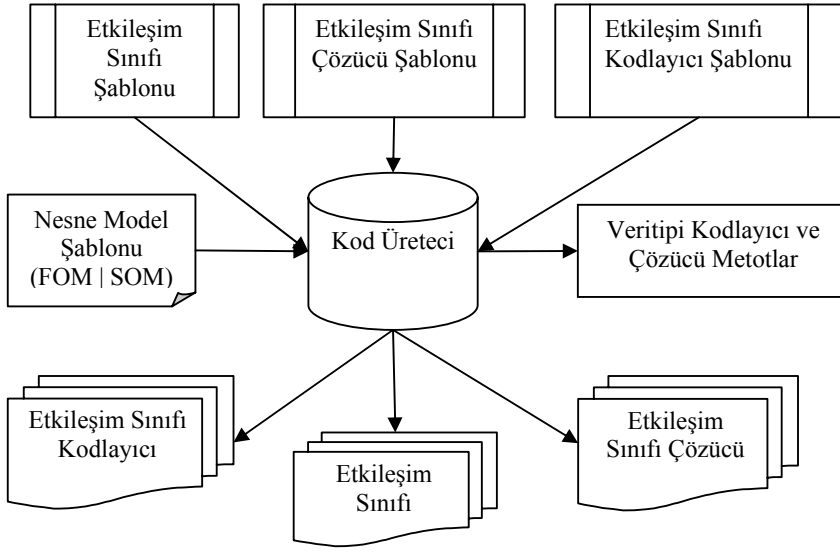 Etkileşim
Sınıfı
Şablonu
Etkileşim Sınıfı
Çözücü Şablonu
Etkileşim Sınıfı
Kodlayıcı Şablonu
Nesne Model
Şablonu
(FOM | SOM)
Kod Üreteci
Veritipi Kodlayıcı ve
Çözücü Metotlar
Etkileşim Sınıfı
Kodlayıcı
Etkileşim
Sınıfı
Etkileşim
Sınıfı Çözücü